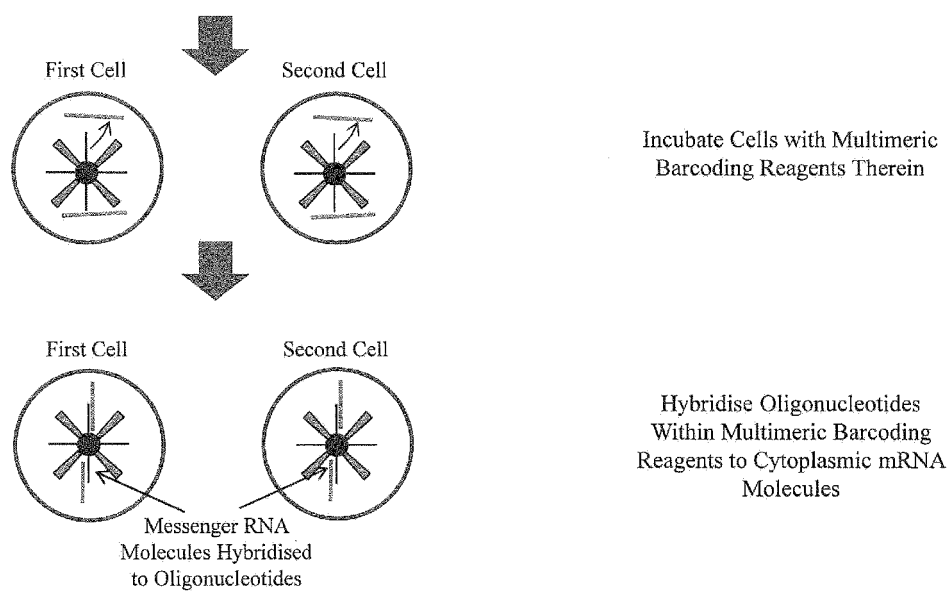 First Cell
Second Cell
Incubate Cells with Multimeric
Barcoding Reagents Therein
First Cell
Second Cell
Hybridise Oligonucleotides
Within Multimeric Barcoding
Reagents to Cytoplasmic mRNA
Molecules
Messenger RNA
Molecules Hybridised
to Oligonucleotides